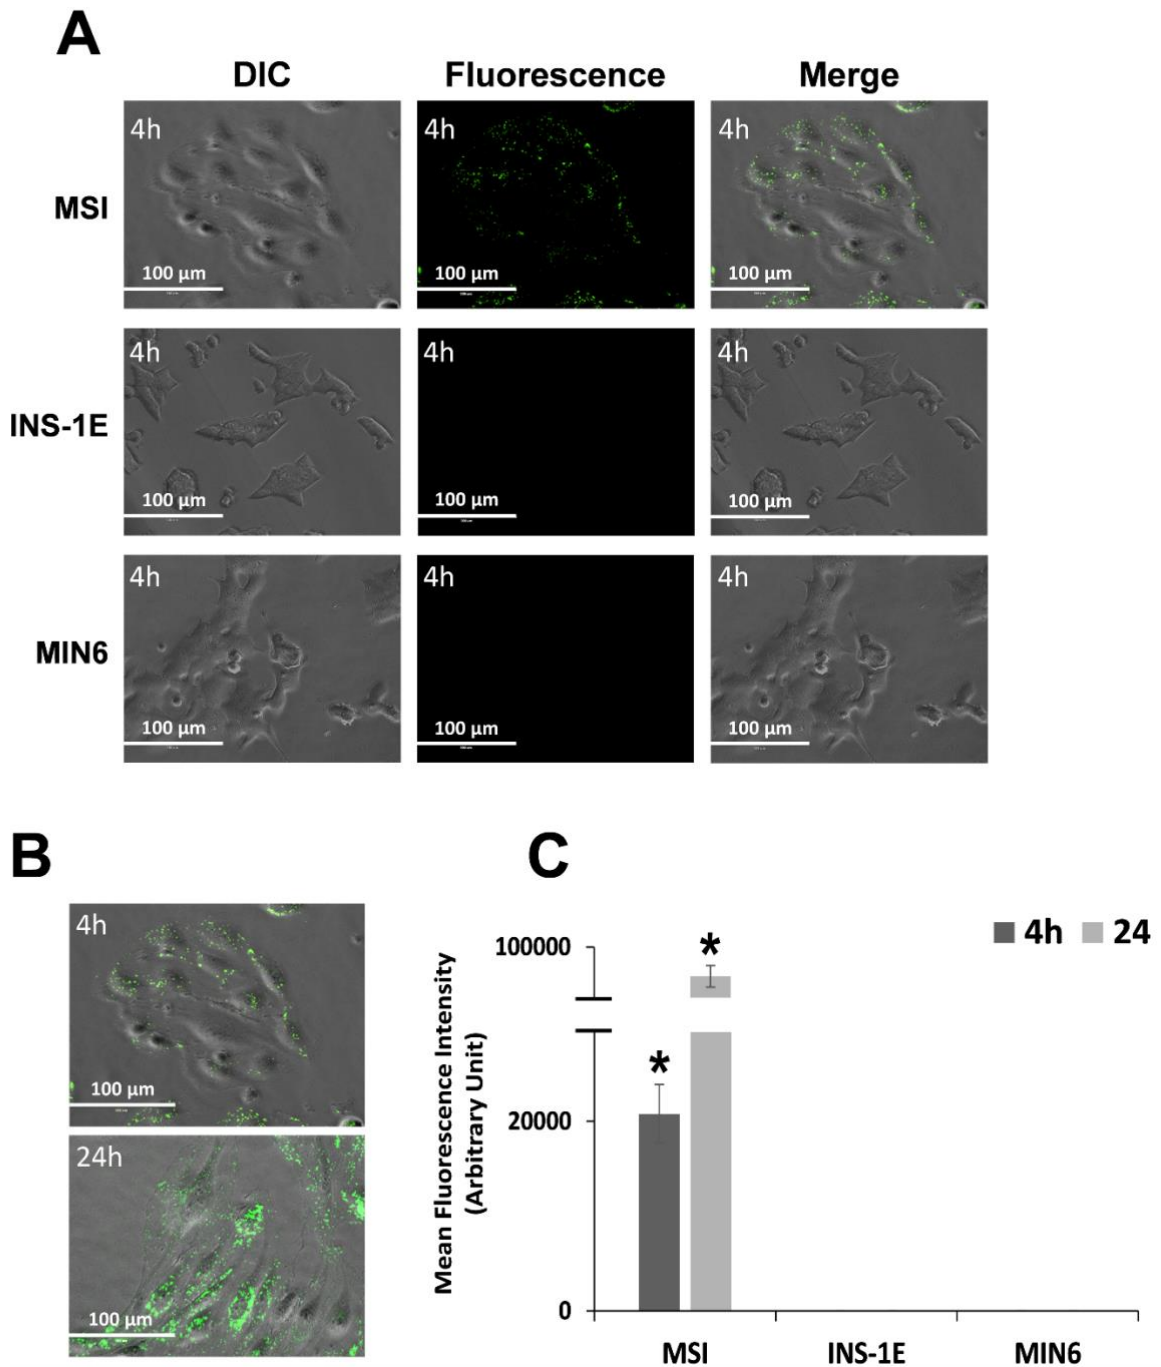 A
DIC Fluorescence Merge
MSI
4h 4h 4h
100 µm 100 µm 100 µm
INS-1E
4h 4h 4h
100 µm 100 µm 100 µm
MIN6
4h 4h 4h
100 µm 100 µm 100 µm
B
4h
100 µm
24h
100 µm
C
4h 24
Mean Fluorescence Intensity
(Arbitrary Unit)
100000
*
*
20000
0
MSI INS-1E MIN6